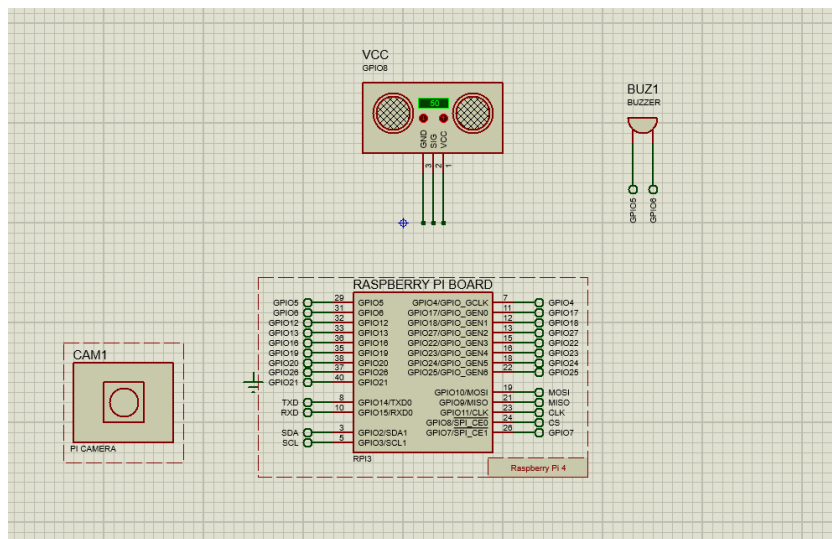 VCC
GPIO8
50
GND
SIG
VCC
3
2
1
BUZ1
BUZZER
GPIO5
GPIO6
RASPBERRY PI BOARD
GPIO5 29 GPIO5 GPIO4/GPIO_GCLK 7 GPIO4
GPIO6 31 GPIO6 GPIO17/GPIO_GEN0 11 GPIO17
GPIO12 32 GPIO12 GPIO18/GPIO_GEN1 12 GPIO18
GPIO13 33 GPIO13 GPIO27/GPIO_GEN2 13 GPIO27
GPIO16 36 GPIO16 GPIO22/GPIO_GEN3 15 GPIO22
GPIO19 35 GPIO19 GPIO23/GPIO_GEN4 16 GPIO23
GPIO20 38 GPIO20 GPIO24/GPIO_GEN5 18 GPIO24
GPIO26 37 GPIO26 GPIO25/GPIO_GEN6 22 GPIO25
GPIO21 40 GPIO21
GPIO10/MOSI 19 MOSI
TXD 8 GPIO14/TXD0 GPIO9/MISO 21 MISO
RXD 10 GPIO15/RXD0 GPIO11/CLK 23 CLK
GPIO8/SPI_CE0 24 CS
SDA 3 GPIO2/SDA1 GPIO7/SPI_CE1 26 GPIO7
SCL 5 GPIO3/SCL1
RPI3
Raspberry Pi 4
CAM1
PI CAMERA